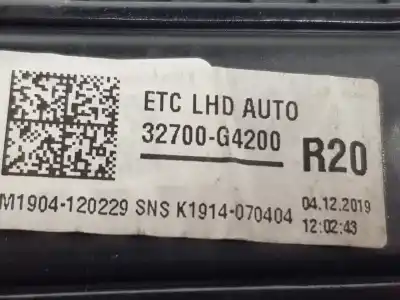 ETC LHD AUTO
32700-G4200
R20
M1904-120229 SNS K1914-070404
04.12.2019
12:02:43